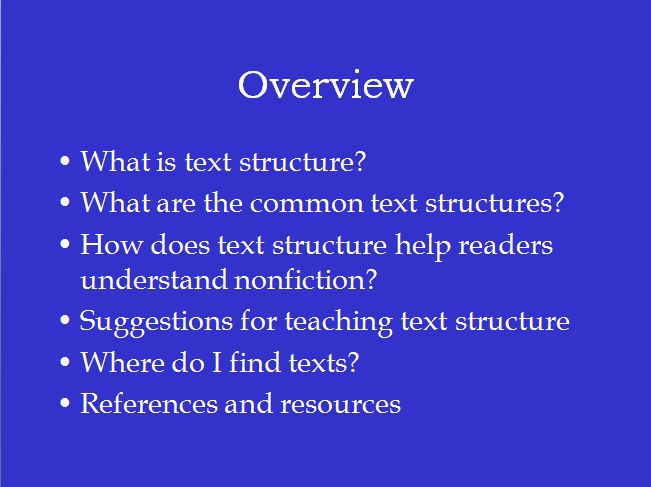 Overview
• What is text structure?
• What are the common text structures?
• How does text structure help readers
understand nonfiction?
• Suggestions for teaching text structure
• Where do I find texts?
• References and resources